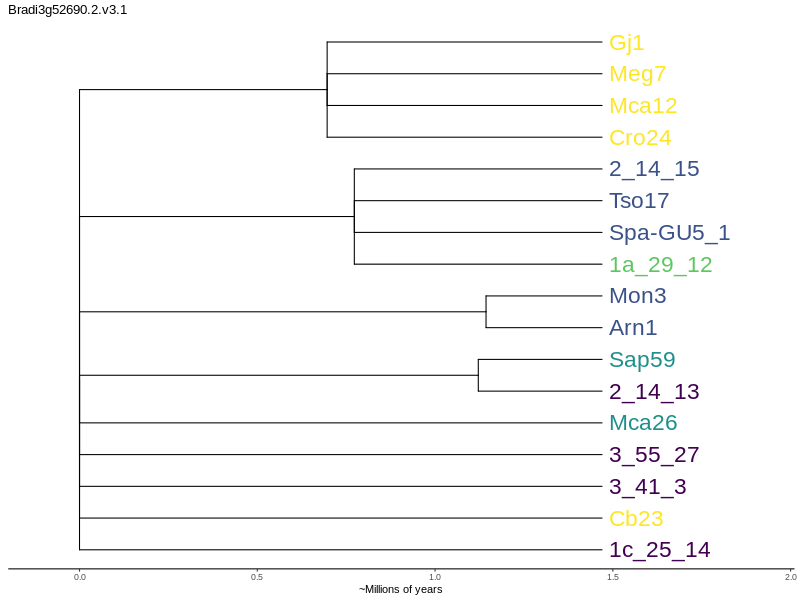 Bradi3g52690.2.v3.1
Gj1
Meg7
Mca12
Cro24
2_14_15
Tso17
Spa-GU5_1
1a_29_12
Mon3
Arn1
Sap59
2_14_13
Mca26
3_55_27
3_41_3
Cb23
1c_25_14
0.0 0.5 1.0 1.5 2.0
~Millions of years